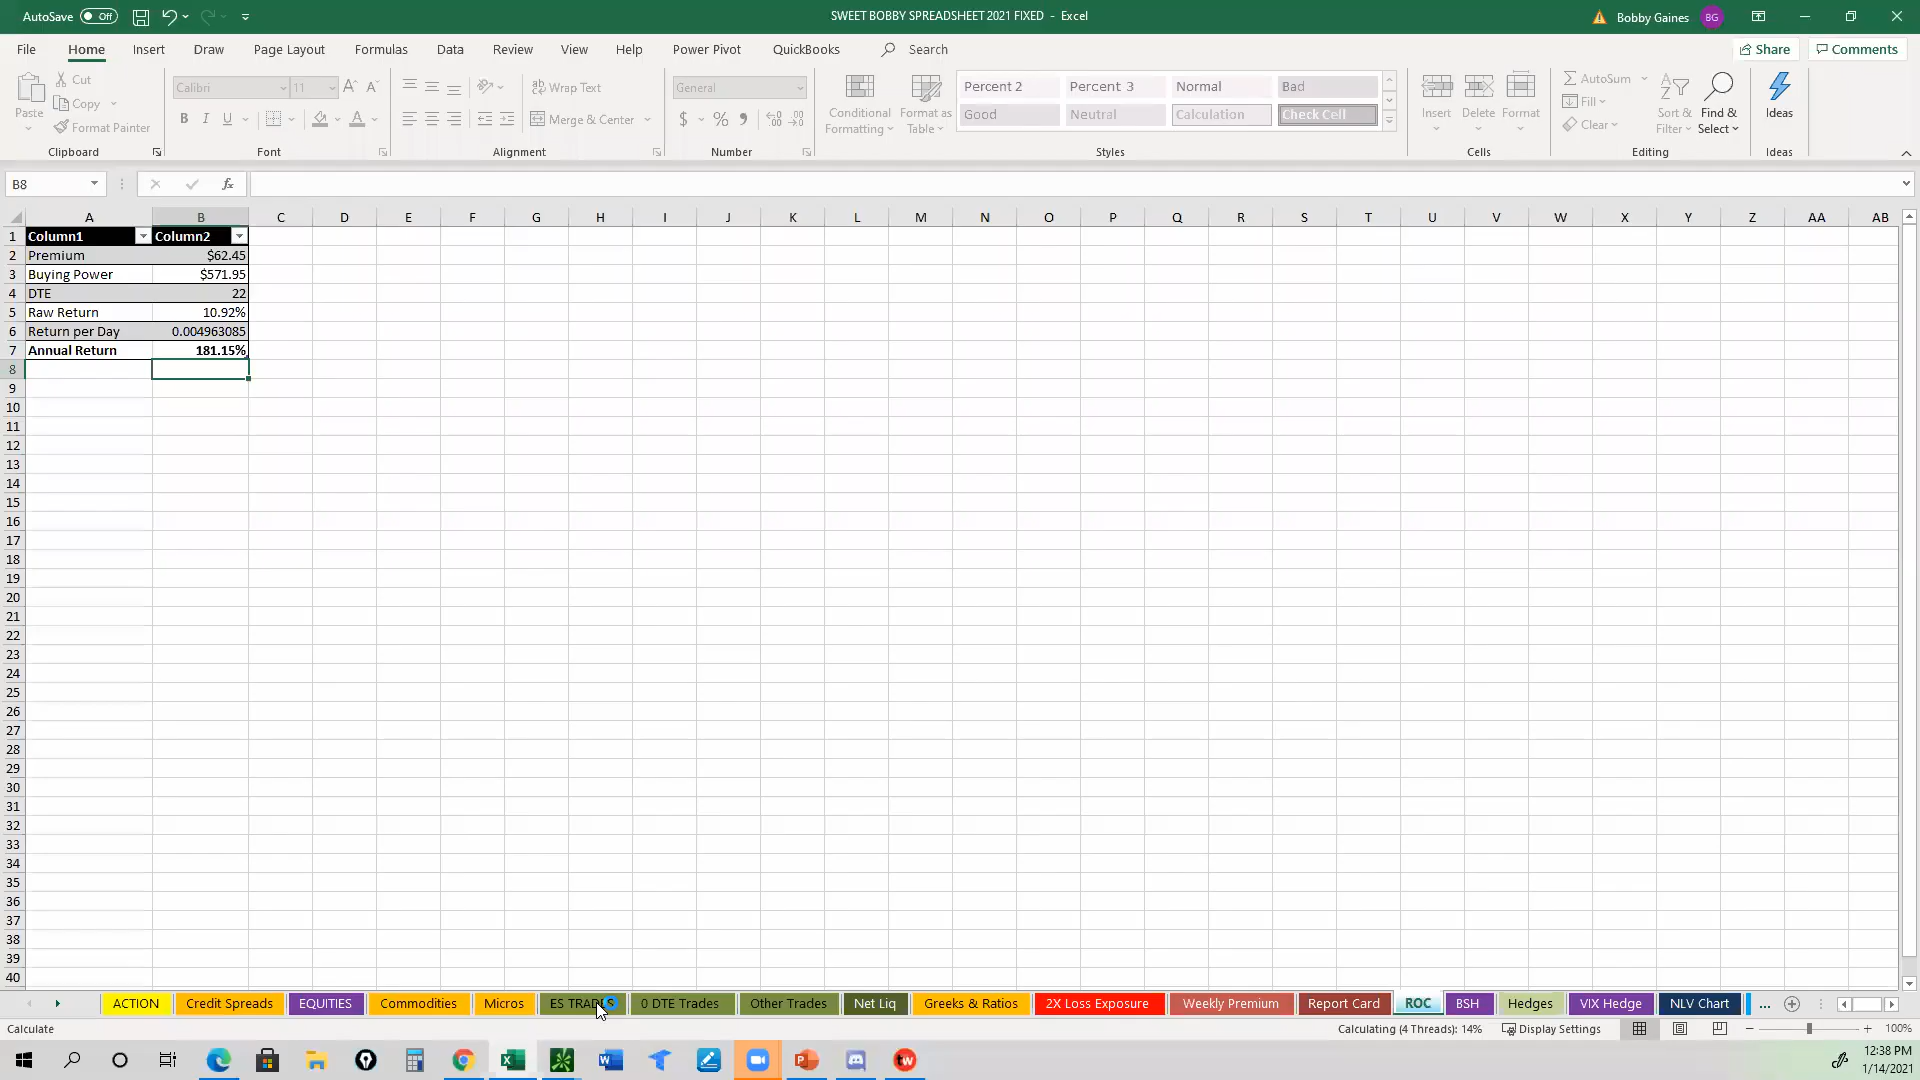 AutoSave Off
SWEET BOBBY SPREADSHEET 2021 FIXED - Excel
Bobby Gaines BG
File Home Insert Draw Page Layout Formulas Data Review View Help Power Pivot QuickBooks Search
Share Comments
Paste Cut Copy Format Painter
Calibri 11
B I U
Wrap Text
Merge & Center
General
$ % 9
Conditional Formatting
Format as Table
Percent 2 Percent 3 Normal Bad
Good Neutral Calculation Check Cell
Insert Delete Format
AutoSum Fill Clear
Sort & Filter
Find & Select
Ideas
Clipboard Font Alignment Number Styles Cells Editing Ideas
B8 fx
A B C D E F G H I J K L M N O P Q R S T U V W X Y Z AA AB
1 Column1 Column2
2 Premium $62.45
3 Buying Power $571.95
4 DTE 22
5 Raw Return 10.92%
6 Return per Day 0.004963085
7 Annual Return 181.15%
8
9
10
11
12
13
14
15
16
17
18
19
20
21
22
23
24
25
26
27
28
29
30
31
32
33
34
35
36
37
38
39
40
ACTION Credit Spreads EQUITIES Commodities Micros ES TRADES 0 DTE Trades Other Trades Net Liq Greeks & Ratios 2X Loss Exposure Weekly Premium Report Card ROC BSH Hedges VIX Hedge NLV Chart ...
Calculate
Calculating (4 Threads): 14% Display Settings 100%
tw
12:38 PM
1/14/2021